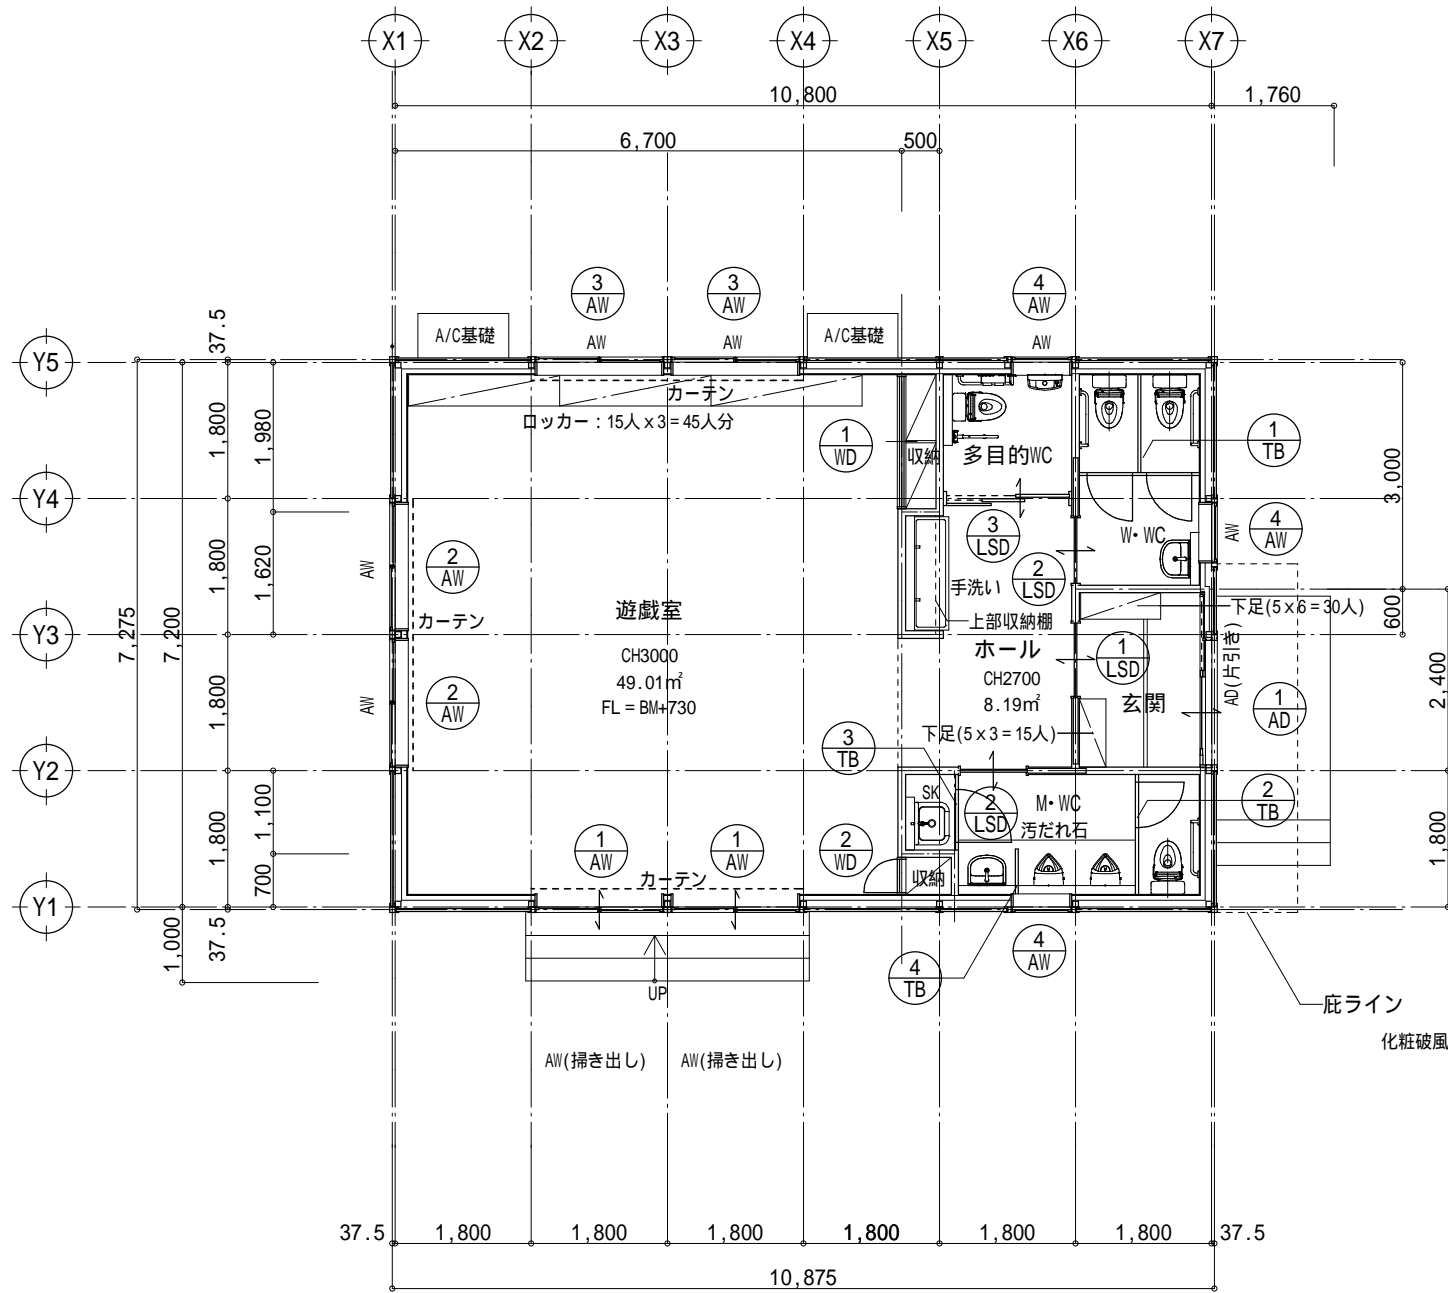 X1 X2 X3 X4 X5 X6 X7
10,800 1,760
6,700 500
3 AW
3 AW
4 AW
AW AW AW
A/C基礎 A/C基礎
37.5
Y5
カーテン
ロッカー:15人x3=45人分
1 WD
収納
多目的WC
1 TB
1,800
1,980
3,000
Y4
3 LSD
W・WC
AW
4 AW
2 AW
AW
2 LSD
手洗い
1,800
1,620
遊戯室
上部収納棚
下足(5x6=30人)
600
カーテン
Y3
7,275
7,200
CH3000
49.01㎡
FL=BM+730
ホール
CH2700
8.19㎡
1 LSD
玄関
AD(片引き)
1 AD
2,400
2 AW
AW
1,800
下足(5x3=15人)
3 TB
Y2
SK
2 LSD
M・WC
汚だれ石
2 TB
1,100
1,800
700
1 AW
1 AW
2 WD
カーテン
収納
1,800
Y1
1,000
37.5
4 TB
4 AW
UP
庇ライン
化粧破風
AW(掃き出し) AW(掃き出し)
37.5 1,800 1,800 1,800 1,800 1,800 1,800 37.5
10,875